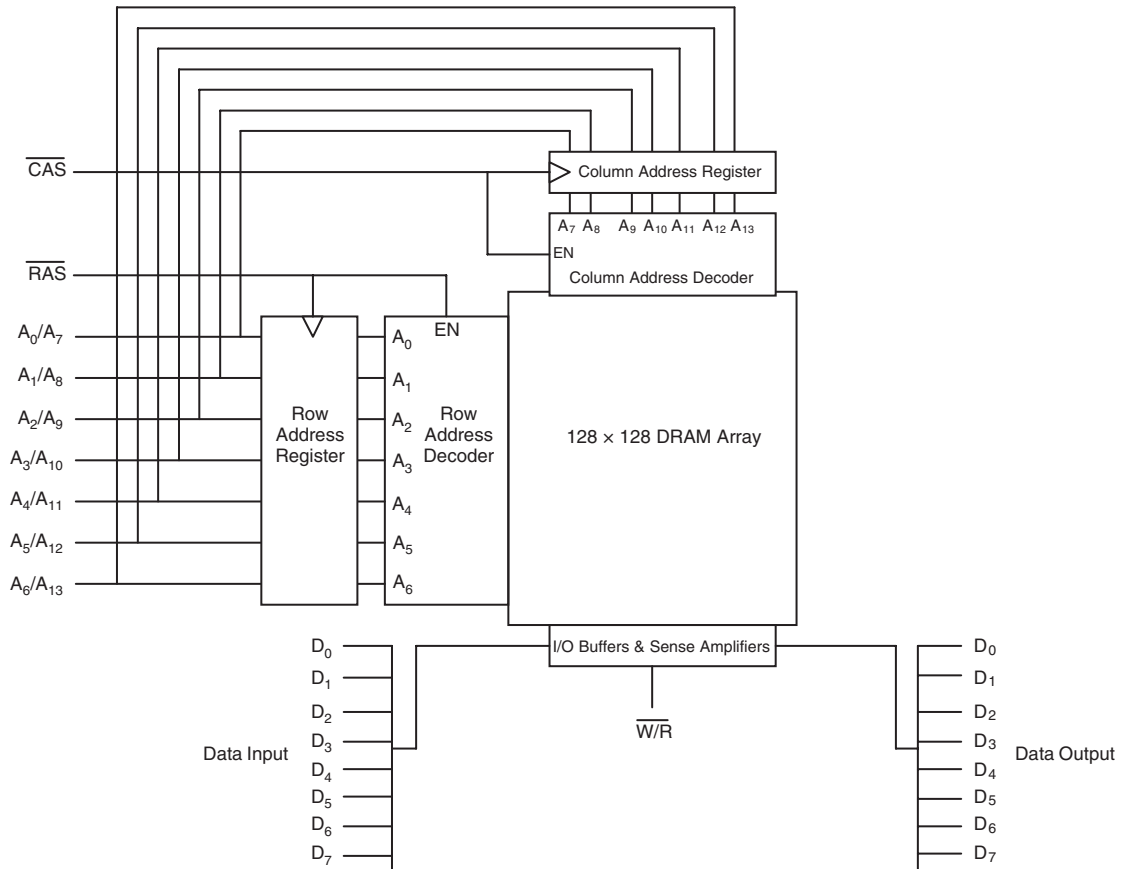 CAS
Column Address Register
A₇ A₈ A₉ A₁₀ A₁₁ A₁₂ A₁₃
EN
Column Address Decoder
RAS
A₀/A₇
A₁/A₈
A₂/A₉
A₃/A₁₀
A₄/A₁₁
A₅/A₁₂
A₆/A₁₃
Row
Address
Register
EN
A₀
A₁
A₂
A₃
A₄
A₅
A₆
Row
Address
Decoder
128 × 128 DRAM Array
I/O Buffers & Sense Amplifiers
W/R
Data Input
D₀
D₁
D₂
D₃
D₄
D₅
D₆
D₇
D₀
D₁
D₂
D₃
D₄
D₅
D₆
D₇
Data Output